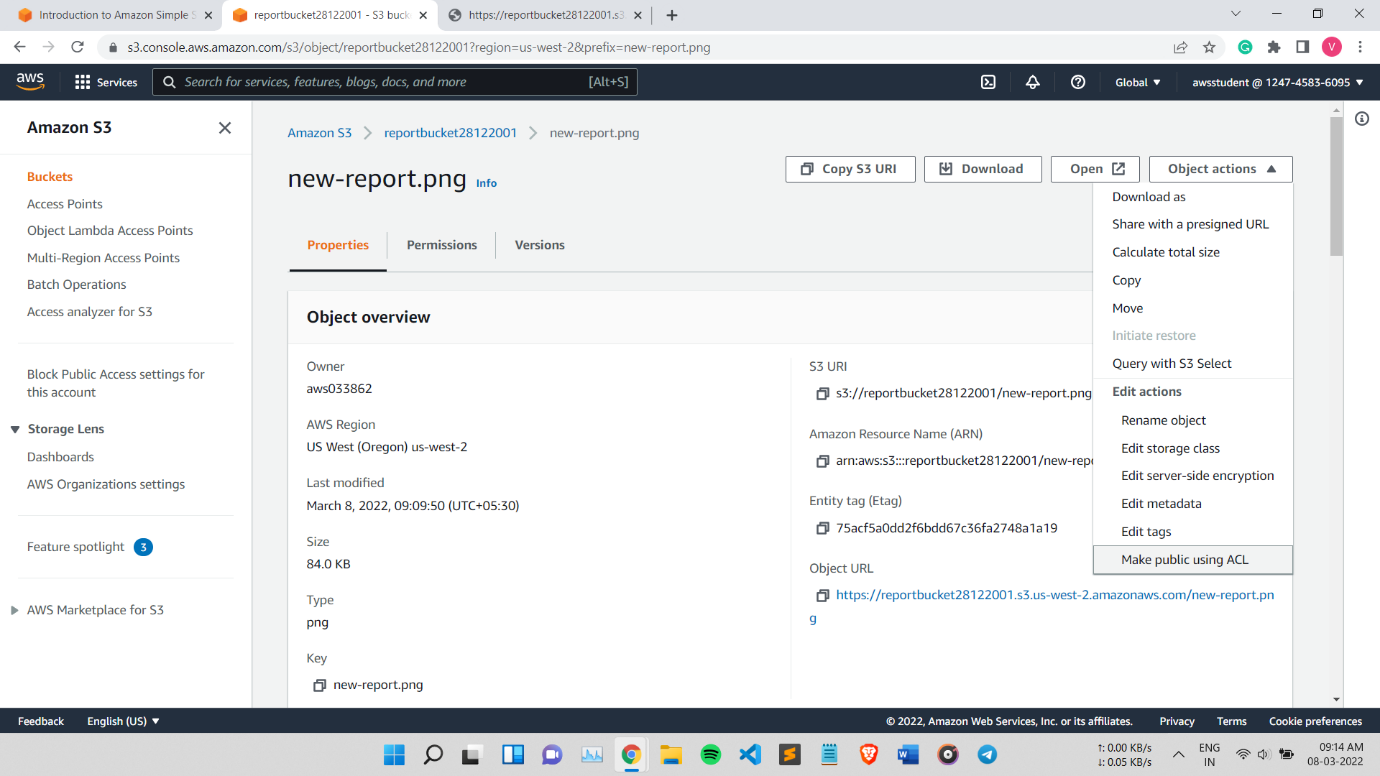 Introduction to Amazon Simple S
reportbucket28122001 - S3 buck
https://reportbucket28122001.s3
s3.console.aws.amazon.com/s3/object/reportbucket28122001?region=us-west-2&prefix=new-report.png
V
aws
Services
Search for services, features, blogs, docs, and more
[Alt+S]
Global
awsstudent @ 1247-4583-6095
Amazon S3
Buckets
Access Points
Object Lambda Access Points
Multi-Region Access Points
Batch Operations
Access analyzer for S3
Block Public Access settings for
this account
Storage Lens
Dashboards
AWS Organizations settings
Feature spotlight 3
AWS Marketplace for S3
Amazon S3 > reportbucket28122001 > new-report.png
new-report.png Info
Copy S3 URI
Download
Open
Object actions
Download as
Share with a presigned URL
Calculate total size
Copy
Move
Initiate restore
Query with S3 Select
Edit actions
Rename object
Edit storage class
Edit server-side encryption
Edit metadata
Edit tags
Make public using ACL
Properties
Permissions
Versions
Object overview
Owner
aws033862
AWS Region
US West (Oregon) us-west-2
Last modified
March 8, 2022, 09:09:50 (UTC+05:30)
Size
84.0 KB
Type
png
Key
new-report.png
S3 URI
s3://reportbucket28122001/new-report.png
Amazon Resource Name (ARN)
arn:aws:s3:::reportbucket28122001/new-repo
Entity tag (Etag)
75acf5a0dd2f6bdd67c36fa2748a1a19
Object URL
https://reportbucket28122001.s3.us-west-2.amazonaws.com/new-report.pn
g
Feedback
English (US)
© 2022, Amazon Web Services, Inc. or its affiliates.
Privacy
Terms
Cookie preferences
↑: 0.00 KB/s
↓: 0.05 KB/s
ENG
IN
09:14 AM
08-03-2022